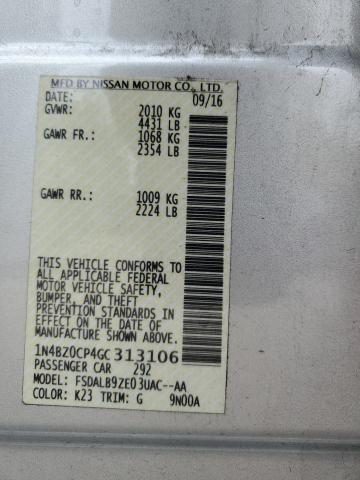 MFD BY NISSAN MOTOR CO., LTD.
DATE: 09/16
GVWR: 2010 KG
4431 LB
GAWR FR.: 1068 KG
2354 LB
GAWR RR.: 1009 KG
2224 LB
THIS VEHICLE CONFORMS TO
ALL APPLICABLE FEDERAL
MOTOR VEHICLE SAFETY,
BUMPER, AND THEFT
PREVENTION STANDARDS
IN EFFECT ON THE DATE OF
MANUFACTURE SHOWN ABOVE.
1N4BZ0CP4GC313106
PASSENGER CAR 292
MODEL: FSDALB9ZE03UAC--AA
COLOR: K23 TRIM: G 9N00A